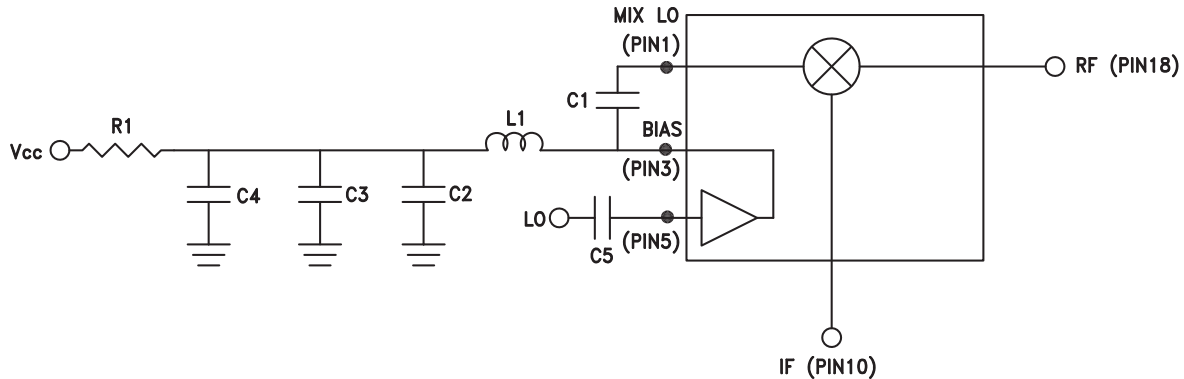 MIX LO
(PIN1)
RF (PIN18)
C1
L1
BIAS
R1
Vcc
(PIN3)
C4
C3
C2
LO
(PIN5)
C5
IF (PIN10)